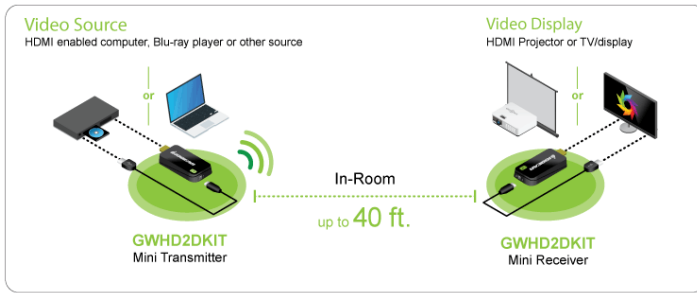 Video Source
HDMI enabled computer, Blu-ray player or other source
or
Video Display
HDMI Projector or TV/display
or
In-Room
up to 40 ft.
GWHD2DKIT
Mini Transmitter
GWHD2DKIT
Mini Receiver